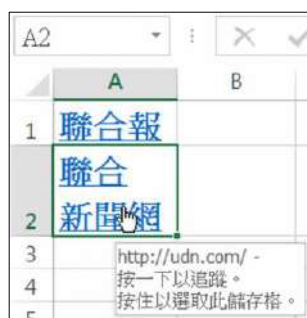 A2
A B
1 聯合報
聯合
2 新聞網
3 http://udn.com/ -
4 按一下以追蹤。
按住以選取此儲存格。